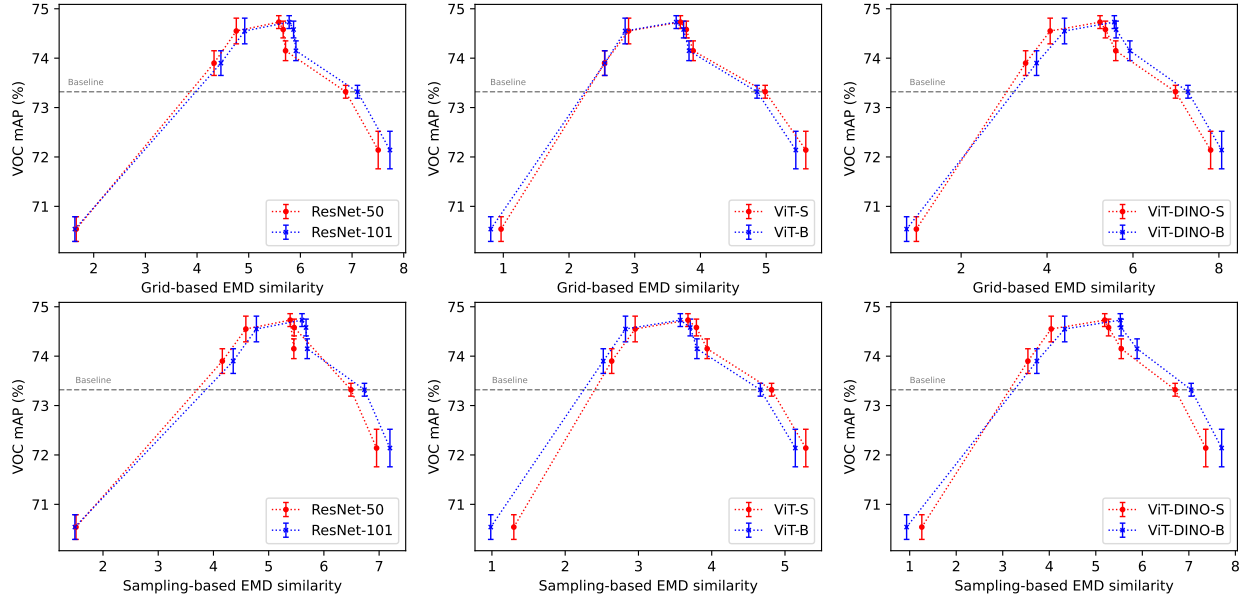 75
74
73
72
71
VOC mAP (%)
Baseline
ResNet-50
ResNet-101
2 3 4 5 6 7 8
Grid-based EMD similarity
75
74
73
72
71
VOC mAP (%)
Baseline
ViT-S
ViT-B
1 2 3 4 5
Grid-based EMD similarity
75
74
73
72
71
VOC mAP (%)
Baseline
ViT-DINO-S
ViT-DINO-B
2 4 6 8
Grid-based EMD similarity
75
74
73
72
71
VOC mAP (%)
Baseline
ResNet-50
ResNet-101
2 3 4 5 6 7
Sampling-based EMD similarity
75
74
73
72
71
VOC mAP (%)
Baseline
ViT-S
ViT-B
1 2 3 4 5
Sampling-based EMD similarity
75
74
73
72
71
VOC mAP (%)
Baseline
ViT-DINO-S
ViT-DINO-B
1 2 3 4 5 6 7 8
Sampling-based EMD similarity